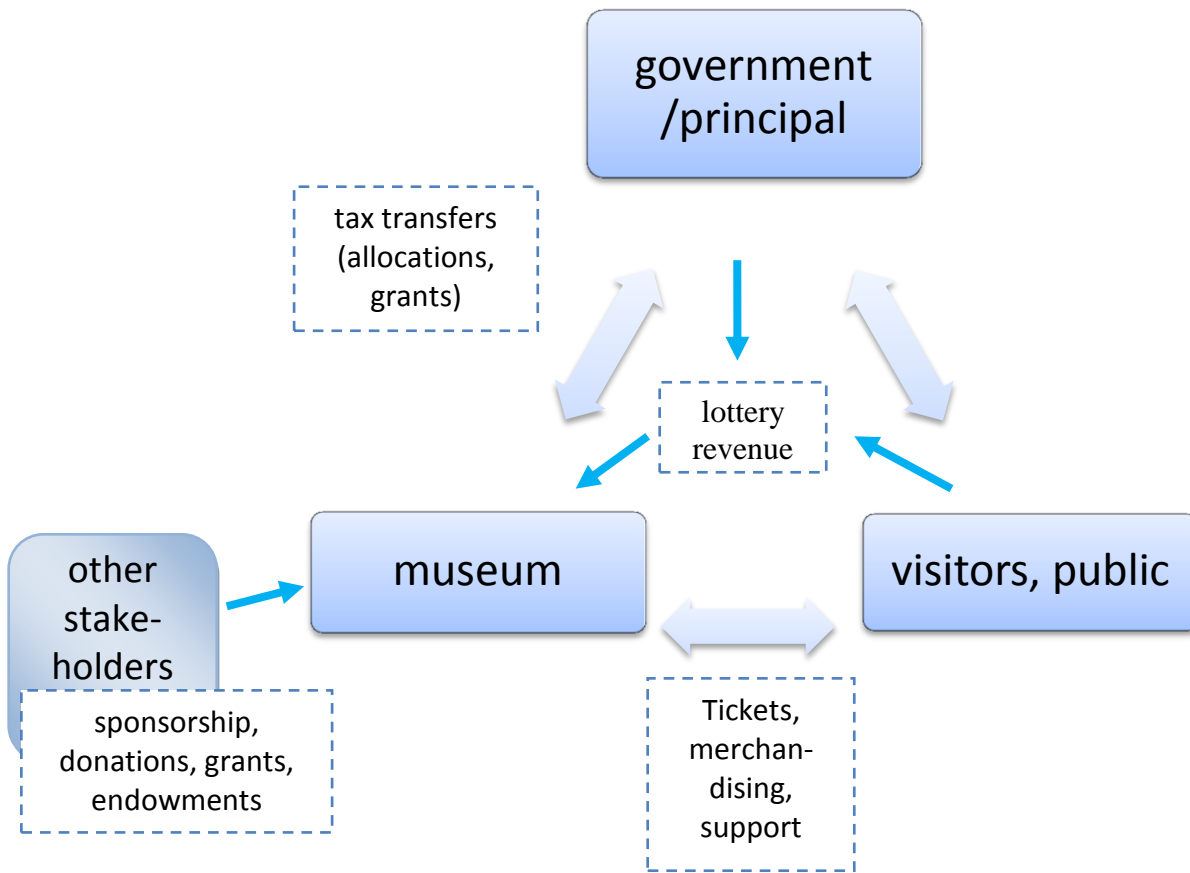 government
/principal
tax transfers
(allocations,
grants)
lottery
revenue
other
stake-
holders
museum
visitors, public
sponsorship,
donations, grants,
endowments
Tickets,
merchan-
dising,
support